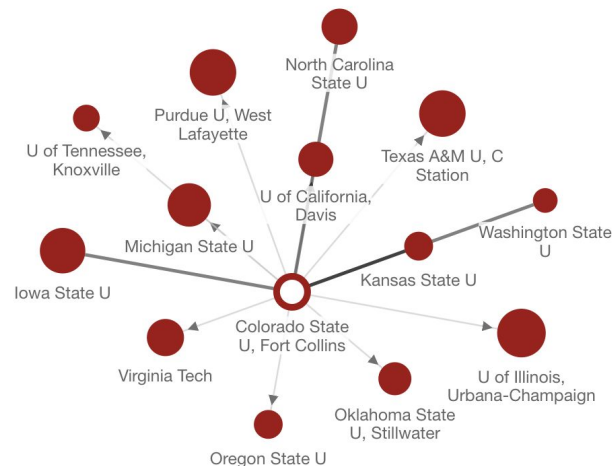 North Carolina
State U
Purdue U, West
Lafayette
Texas A&M U, C
Station
U of Tennessee,
Knoxville
U of California,
Davis
Washington State
U
Michigan State U
Kansas State U
Iowa State U
Colorado State
U, Fort Collins
Virginia Tech
U of Illinois,
Urbana-Champaign
Oklahoma State
U, Stillwater
Oregon State U